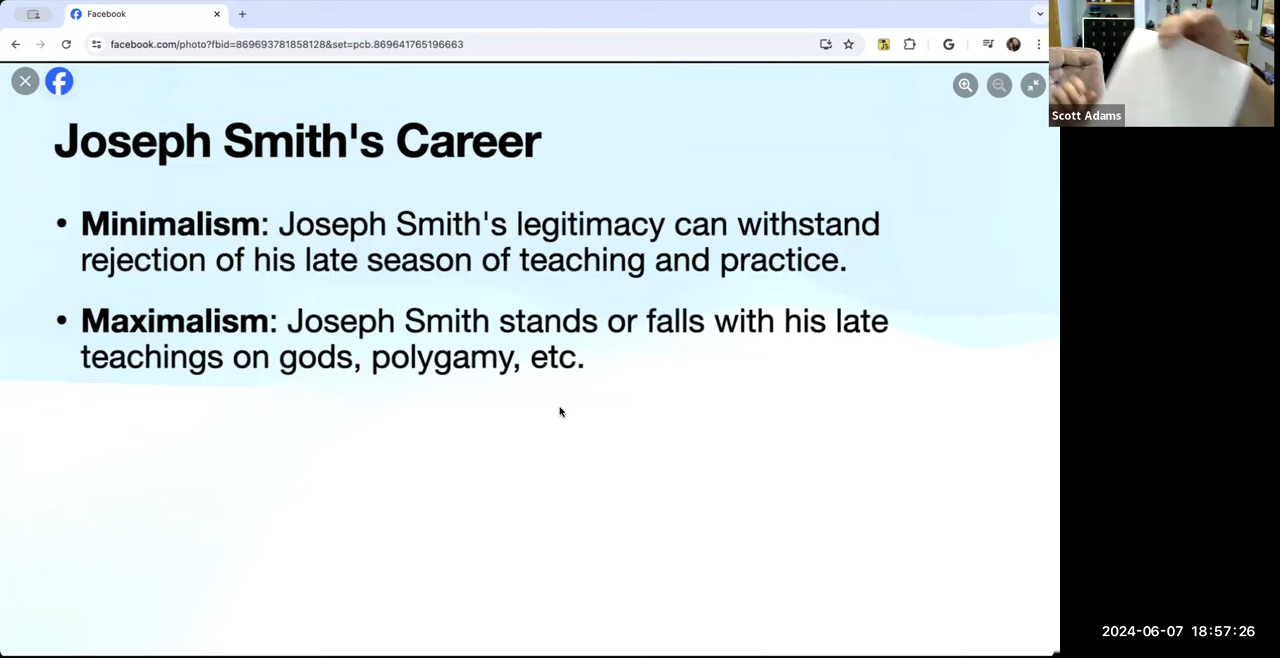 Facebook
facebook.com/photo?fbid=869693781858128&set=pcb.869641765196663
Scott Adams
Joseph Smith's Career
• Minimalism: Joseph Smith's legitimacy can withstand
rejection of his late season of teaching and practice.
• Maximalism: Joseph Smith stands or falls with his late
teachings on gods, polygamy, etc.
2024-06-07 18:57:26